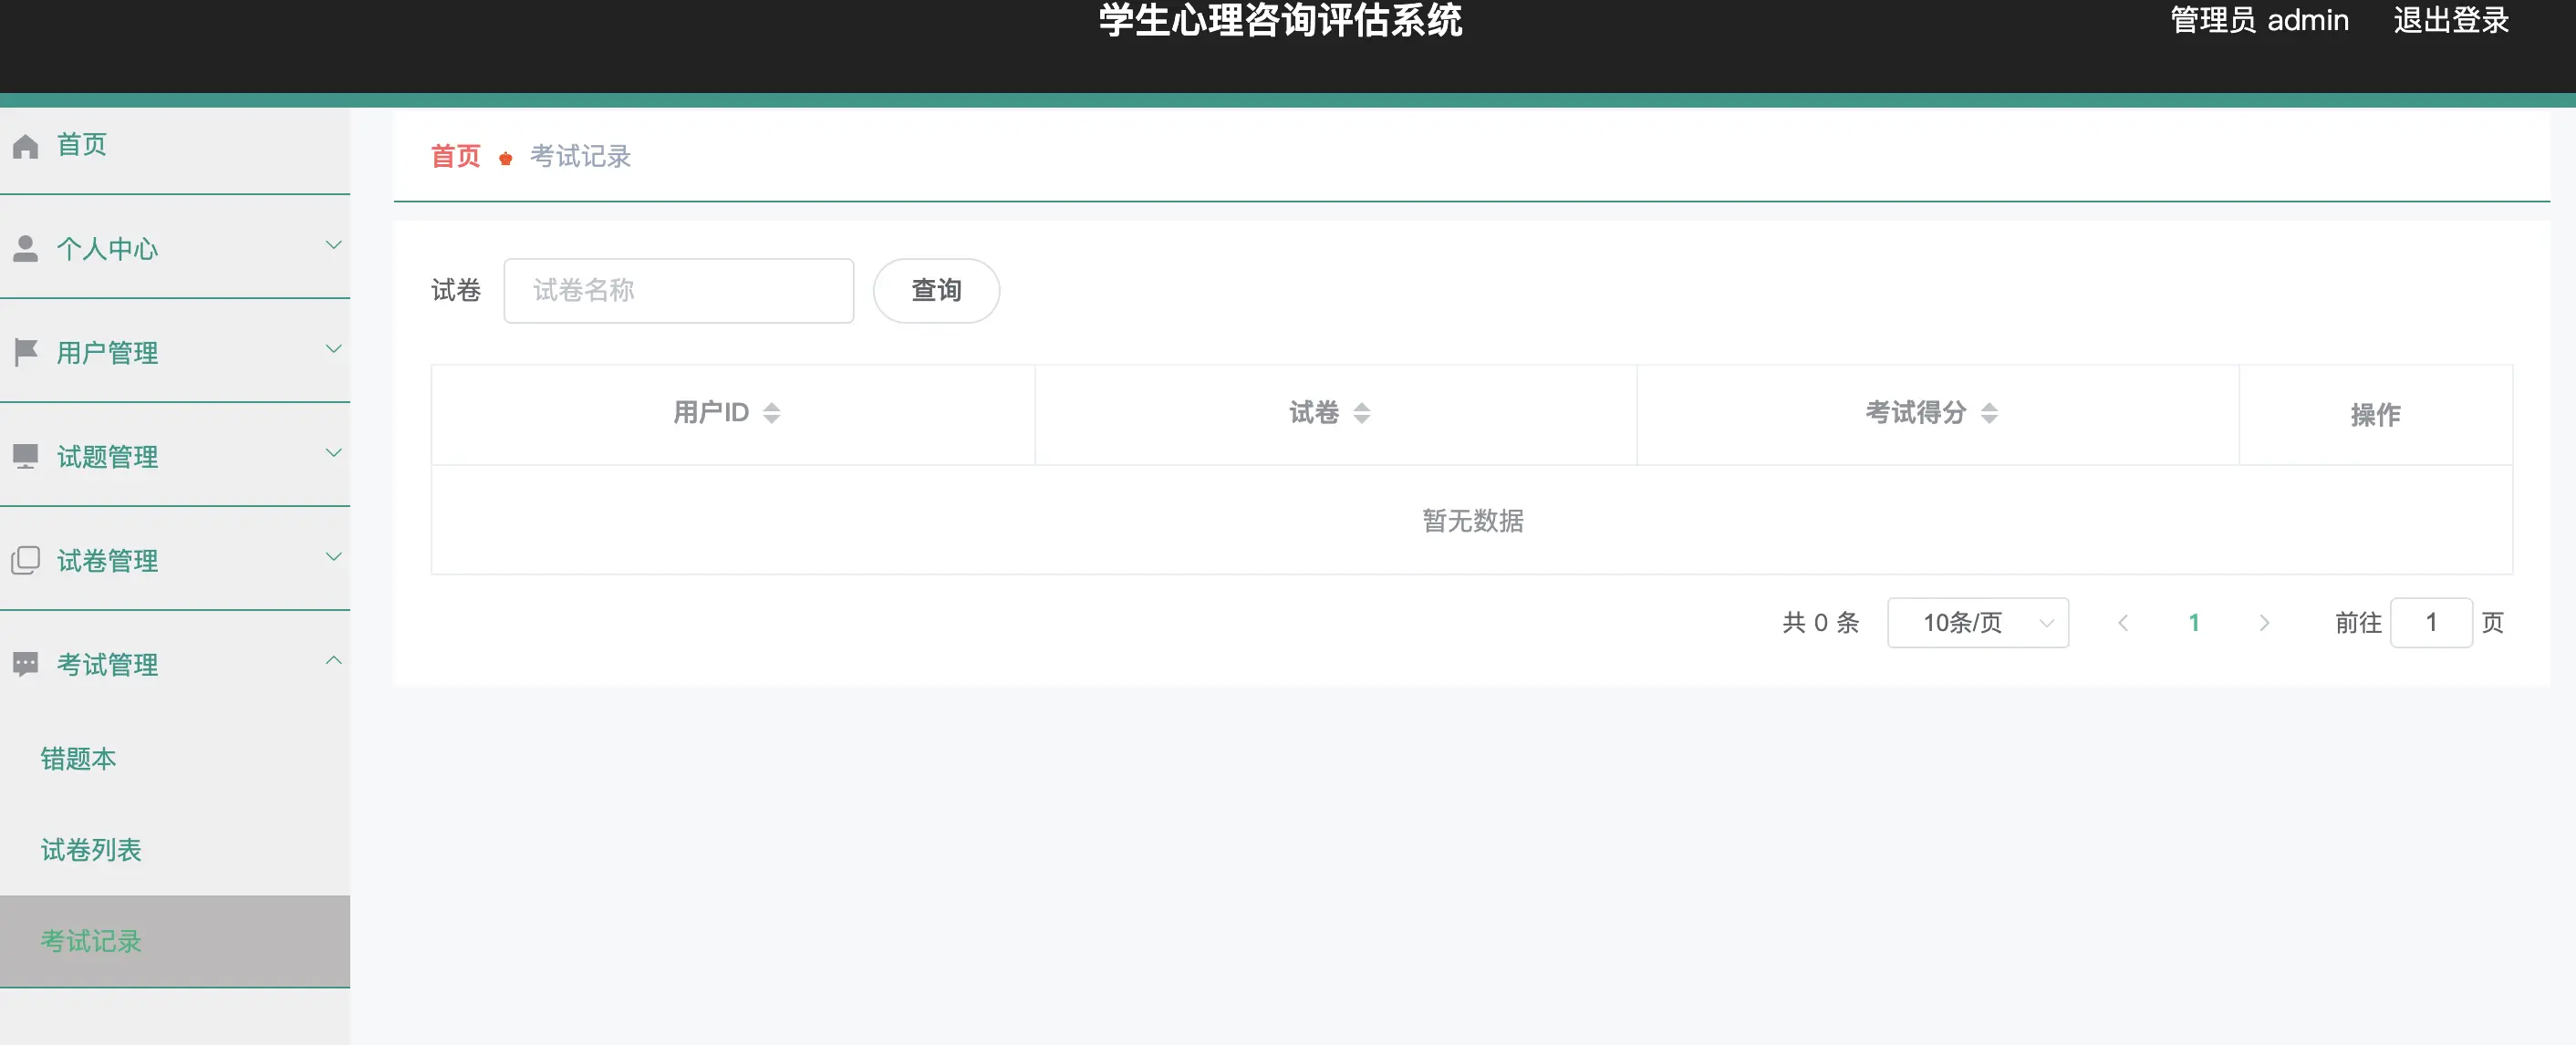 学生心理咨询评估系统
管理员 admin 退出登录
首页
个人中心
用户管理
试题管理
试卷管理
考试管理
错题本
试卷列表
考试记录
首页 考试记录
试卷 试卷名称 查询
用户ID 试卷 考试得分 操作
暂无数据
共 0 条 10条/页 1 前往 1 页